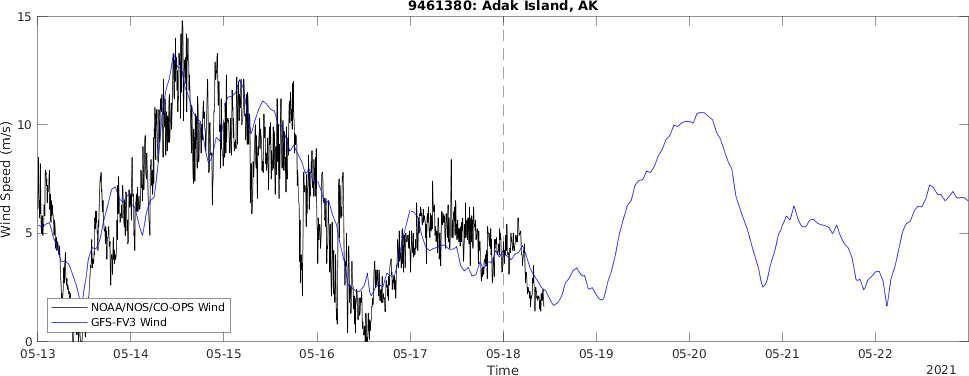 9461380: Adak Island, AK
15
10
5
0
Wind Speed (m/s)
NOAA/NOS/CO-OPS Wind
GFS-FV3 Wind
05-13 05-14 05-15 05-16 05-17 05-18 05-19 05-20 05-21 05-22
Time
2021